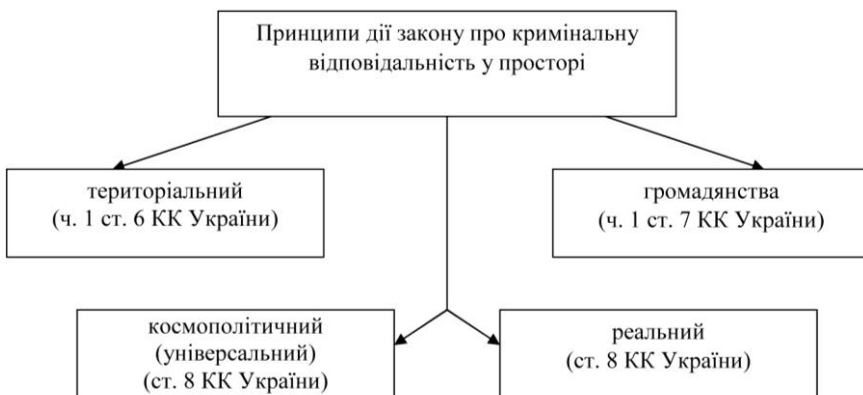 Принципи дії закону про кримінальну
відповідальність у просторі
територіальний
(ч. 1 ст. 6 КК України)
громадянства
(ч. 1 ст. 7 КК України)
космополітичний
(універсальний)
(ст. 8 КК України)
реальний
(ст. 8 КК України)